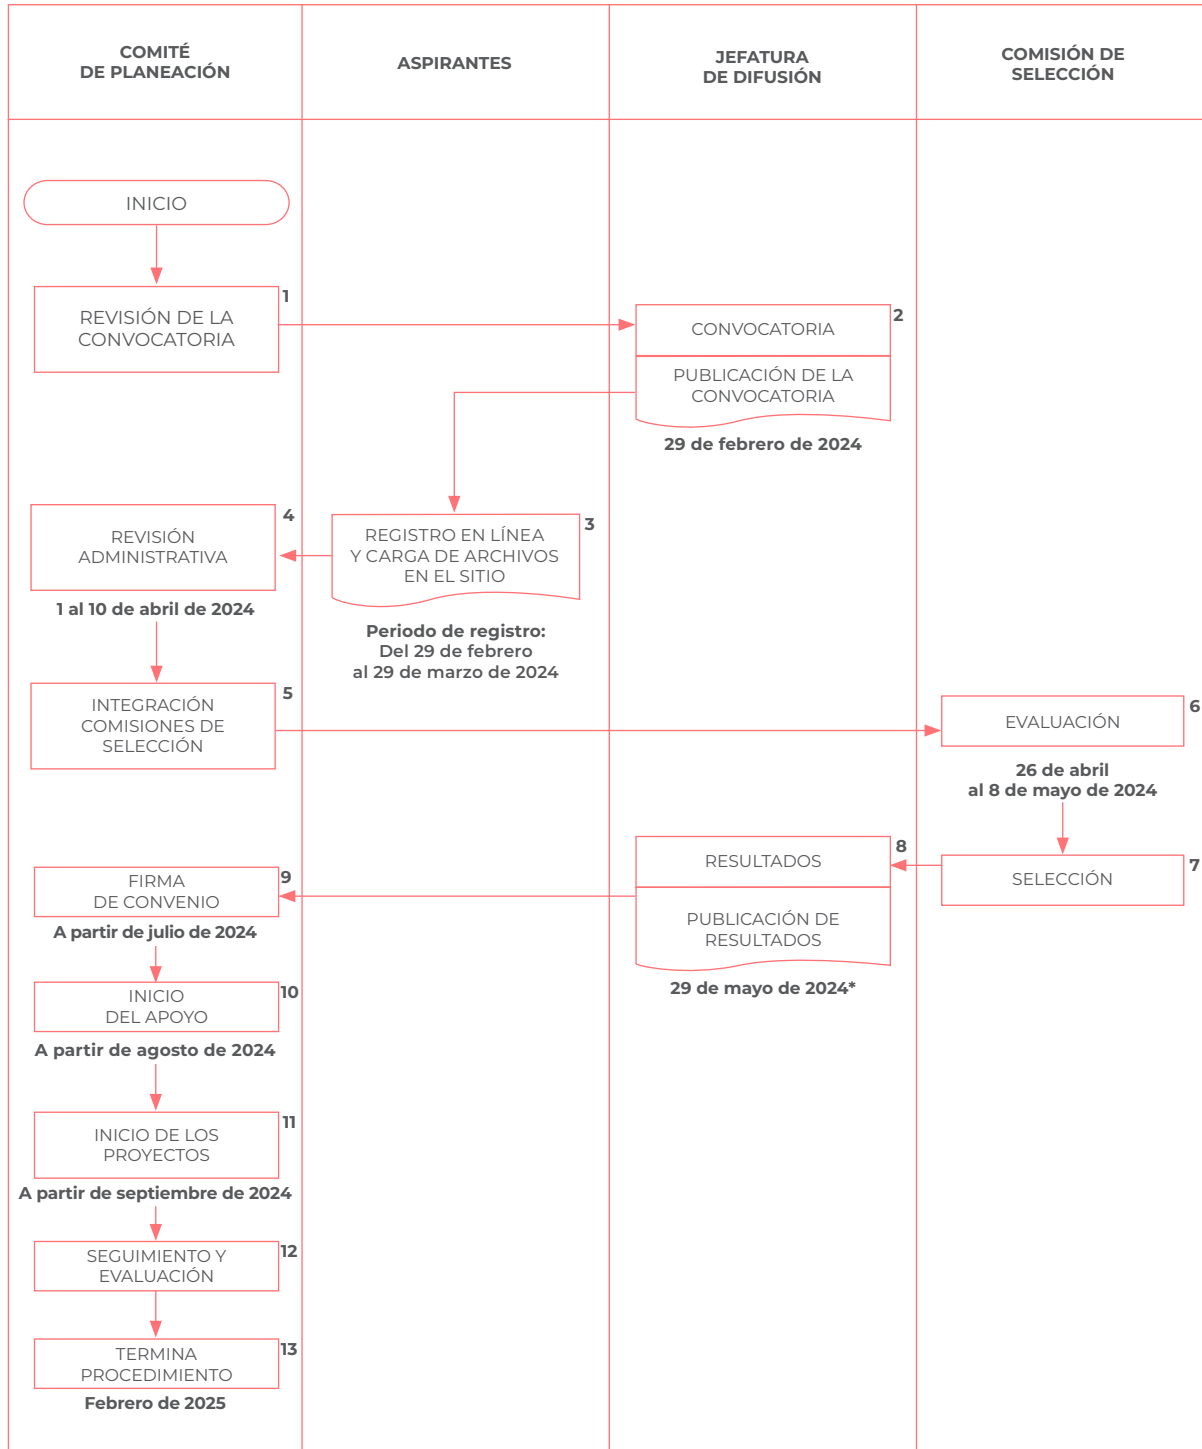 COMITÉ
DE PLANEACIÓN
ASPIRANTES
JEFATURA
DE DIFUSIÓN
COMISIÓN DE
SELECCIÓN
INICIO
1
REVISIÓN DE LA
CONVOCATORIA
2
CONVOCATORIA
PUBLICACIÓN DE LA
CONVOCATORIA
29 de febrero de 2024
3
REGISTRO EN LÍNEA
Y CARGA DE ARCHIVOS
EN EL SITIO
Periodo de registro:
Del 29 de febrero
al 29 de marzo de 2024
4
REVISIÓN
ADMINISTRATIVA
1 al 10 de abril de 2024
5
INTEGRACIÓN
COMISIONES DE
SELECCIÓN
6
EVALUACIÓN
26 de abril
al 8 de mayo de 2024
7
SELECCIÓN
8
RESULTADOS
PUBLICACIÓN DE
RESULTADOS
29 de mayo de 2024*
9
FIRMA
DE CONVENIO
A partir de julio de 2024
10
INICIO
DEL APOYO
A partir de agosto de 2024
11
INICIO DE LOS
PROYECTOS
A partir de septiembre de 2024
12
SEGUIMIENTO Y
EVALUACIÓN
13
TERMINA
PROCEDIMIENTO
Febrero de 2025